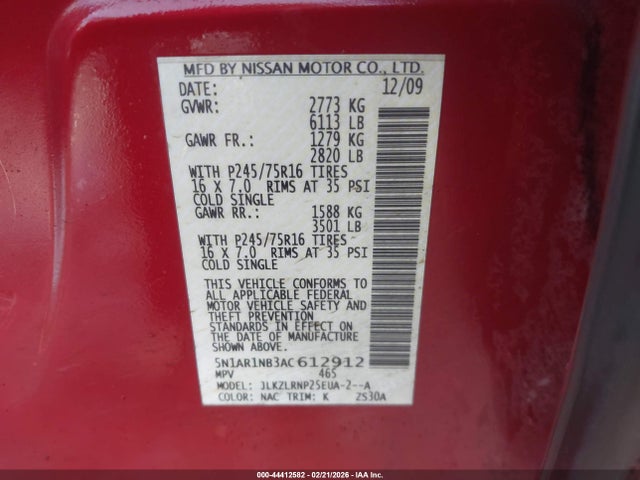 MFD BY NISSAN MOTOR CO., LTD.
DATE: 12/09
GVWR: 2773 KG
6113 LB
GAWR FR.: 1279 KG
2820 LB
WITH P245/75R16 TIRES
16 X 7.0 RIMS AT 35 PSI
COLD SINGLE
GAWR RR.: 1588 KG
3501 LB
WITH P245/75R16 TIRES
16 X 7.0 RIMS AT 35 PSI
COLD SINGLE
THIS VEHICLE CONFORMS TO
ALL APPLICABLE FEDERAL
MOTOR VEHICLE SAFETY AND
THEFT PREVENTION
STANDARDS IN EFFECT ON
THE DATE OF MANUFACTURE
SHOWN ABOVE.
5N1AR1NB3AC612912
MPV 465
MODEL: JLKZLRNP25EUA-2--A
COLOR: NAC TRIM: K ZS30A
000-44412582 - 02/21/2026 - IAA Inc.